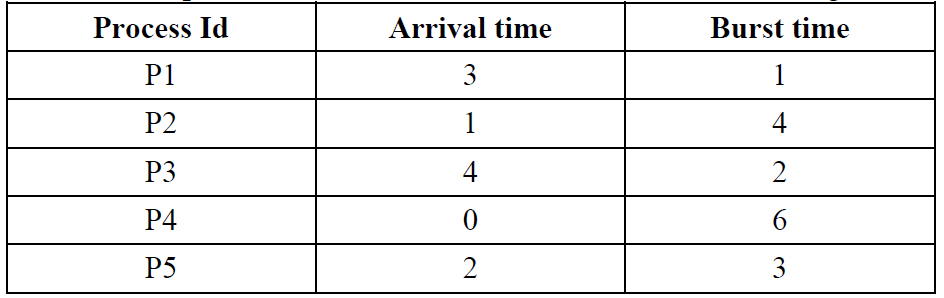 Process Id Arrival time Burst time
P1 3 1
P2 1 4
P3 4 2
P4 0 6
P5 2 3